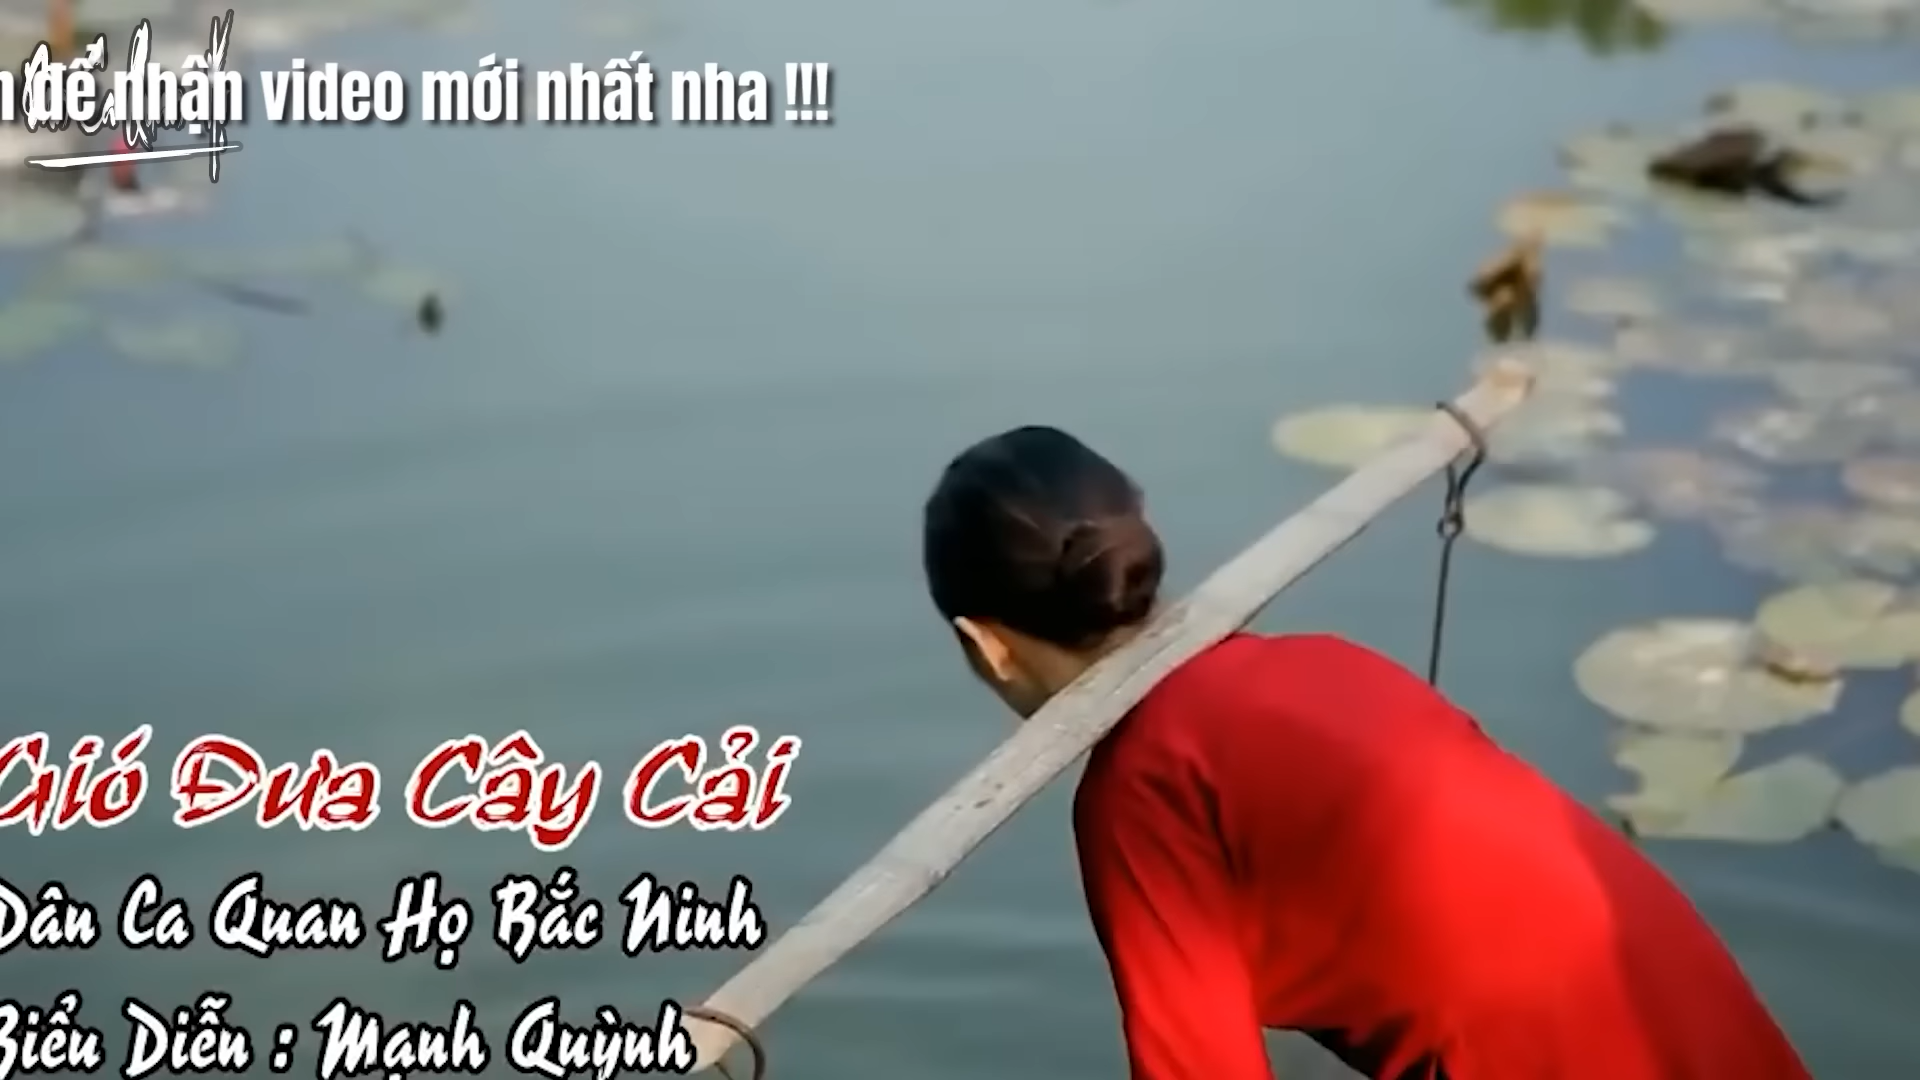 để nhận video mới nhất nha !!!
Gió Đưa Cây Cải
Dân Ca Quan Họ Bắc Ninh
Biểu Diễn : Mạnh Quỳnh